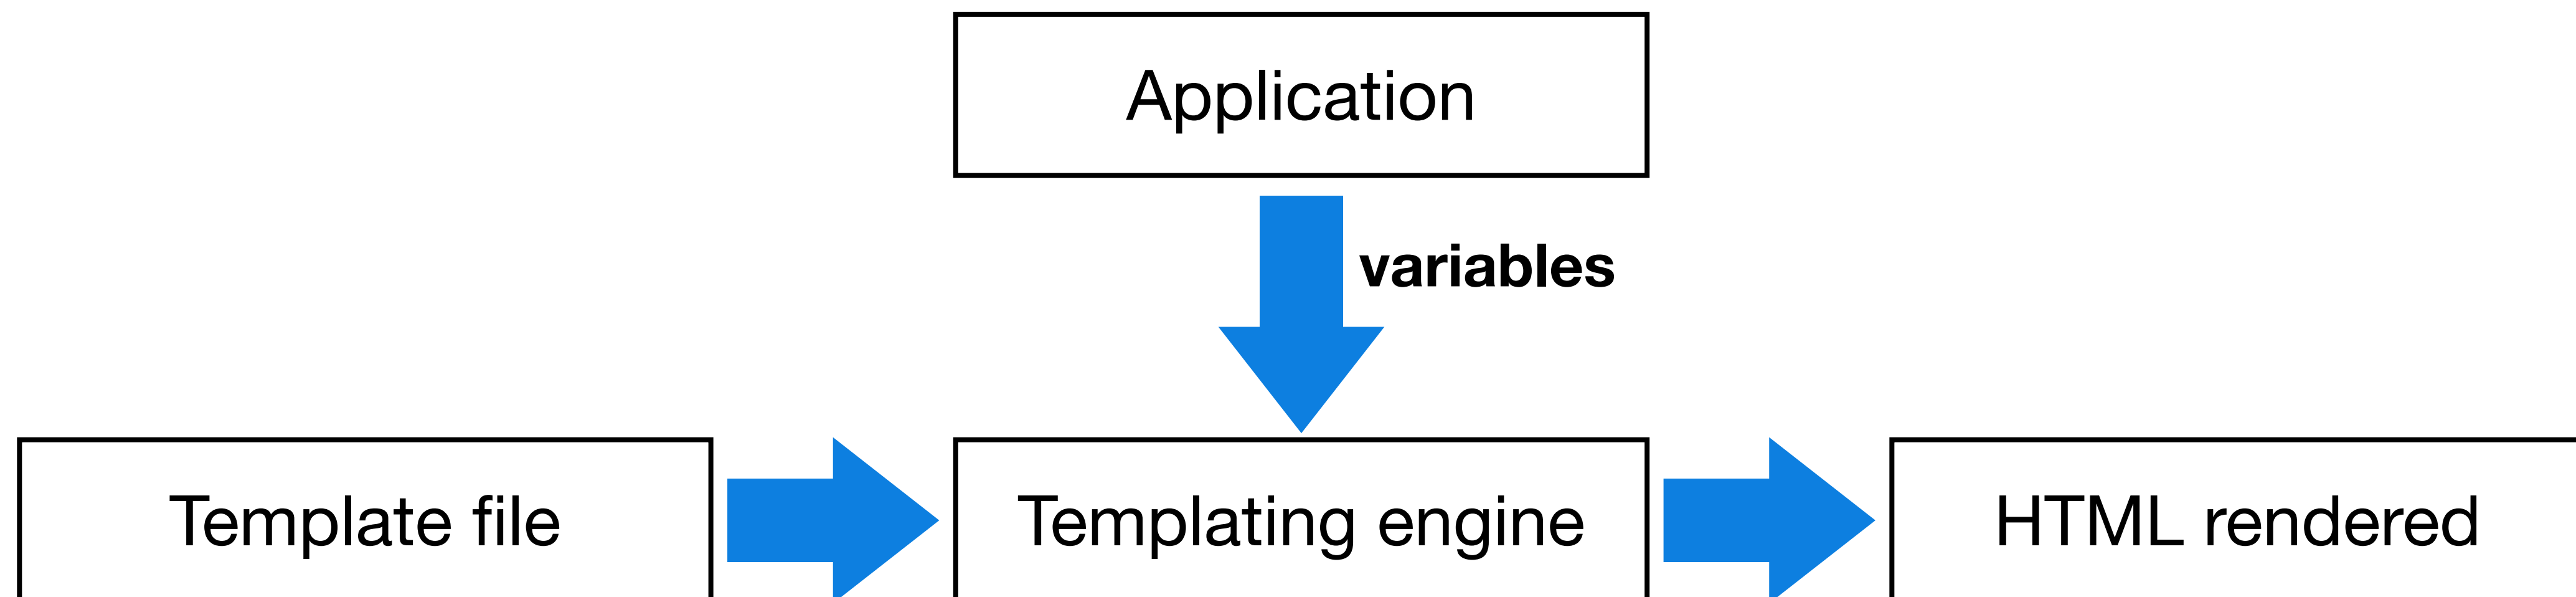 Application
variables
Template file
Templating engine
HTML rendered